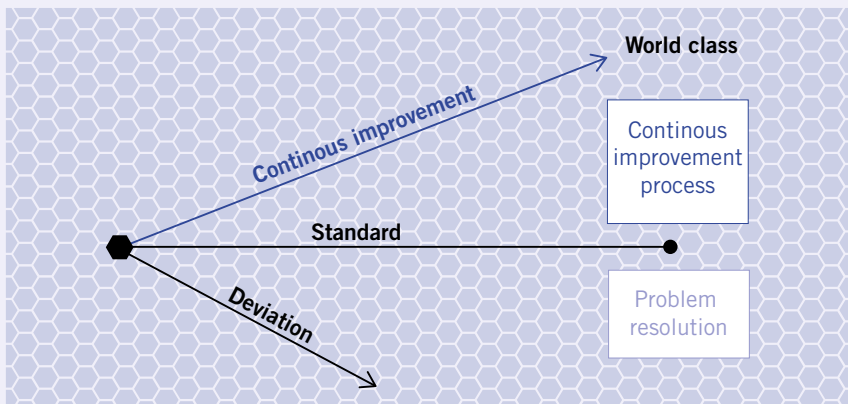 World class
Continous improvement
Continous
improvement
process
Standard
Deviation
Problem
resolution